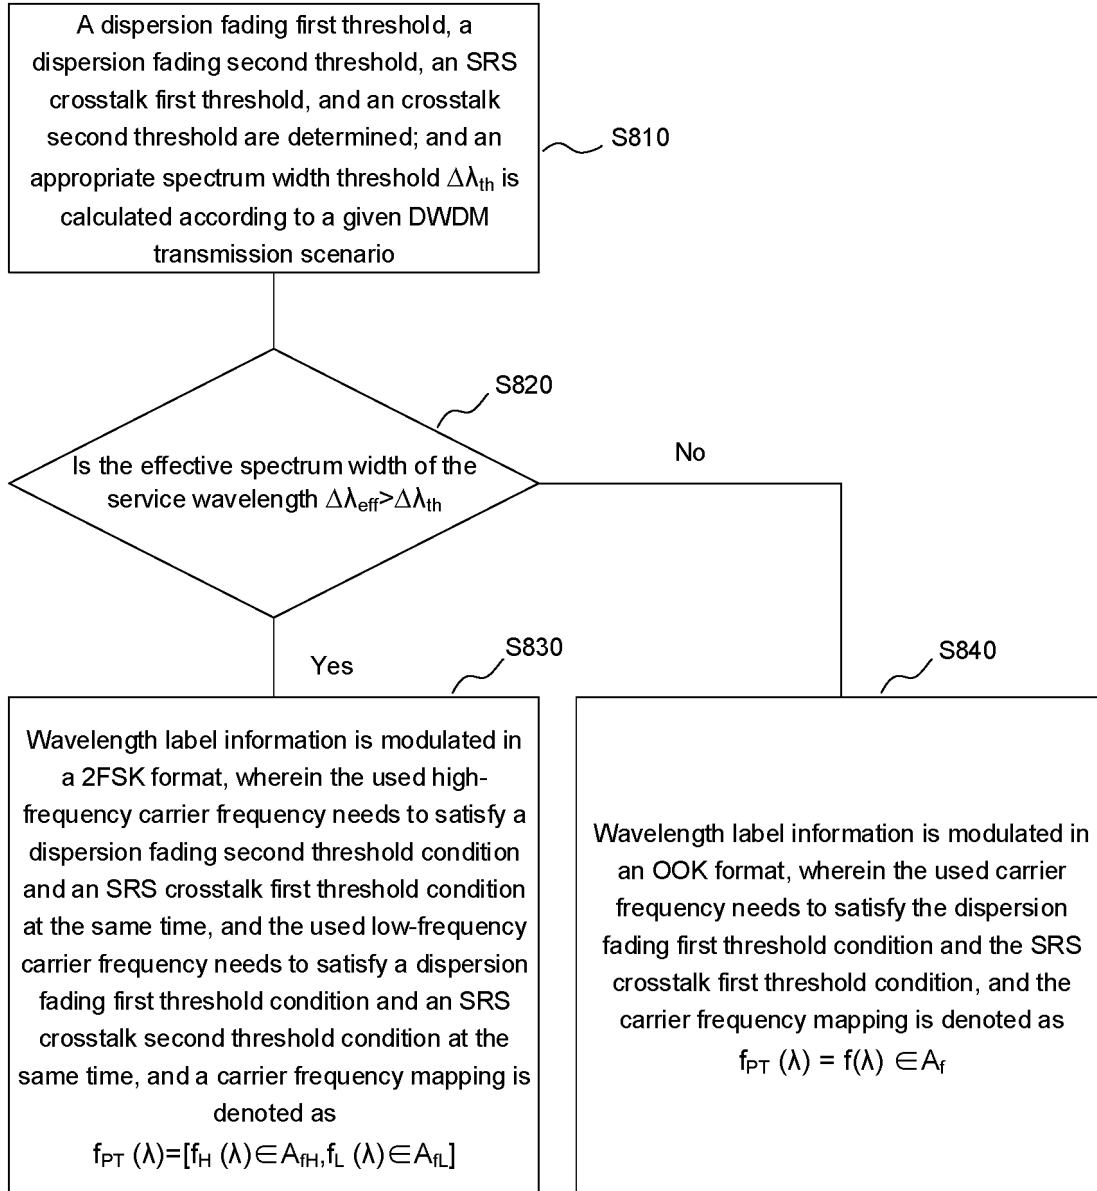 A dispersion fading first threshold, a
dispersion fading second threshold, an SRS
crosstalk first threshold, and an crosstalk
second threshold are determined; and an
appropriate spectrum width threshold Δλth is
calculated according to a given DWDM
transmission scenario
S810
S820
Is the effective spectrum width of the
service wavelength Δλeff>Δλth
No
Yes
S830
Wavelength label information is modulated in
a 2FSK format, wherein the used high-
frequency carrier frequency needs to satisfy a
dispersion fading second threshold condition
and an SRS crosstalk first threshold condition
at the same time, and the used low-frequency
carrier frequency needs to satisfy a dispersion
fading first threshold condition and an SRS
crosstalk second threshold condition at the
same time, and a carrier frequency mapping is
denoted as
fPT (λ)=[fH (λ)∈AfH,fL (λ)∈AfL]
S840
Wavelength label information is modulated in
an OOK format, wherein the used carrier
frequency needs to satisfy the dispersion
fading first threshold condition and the SRS
crosstalk first threshold condition, and the
carrier frequency mapping is denoted as
fPT (λ) = f(λ) ∈Af